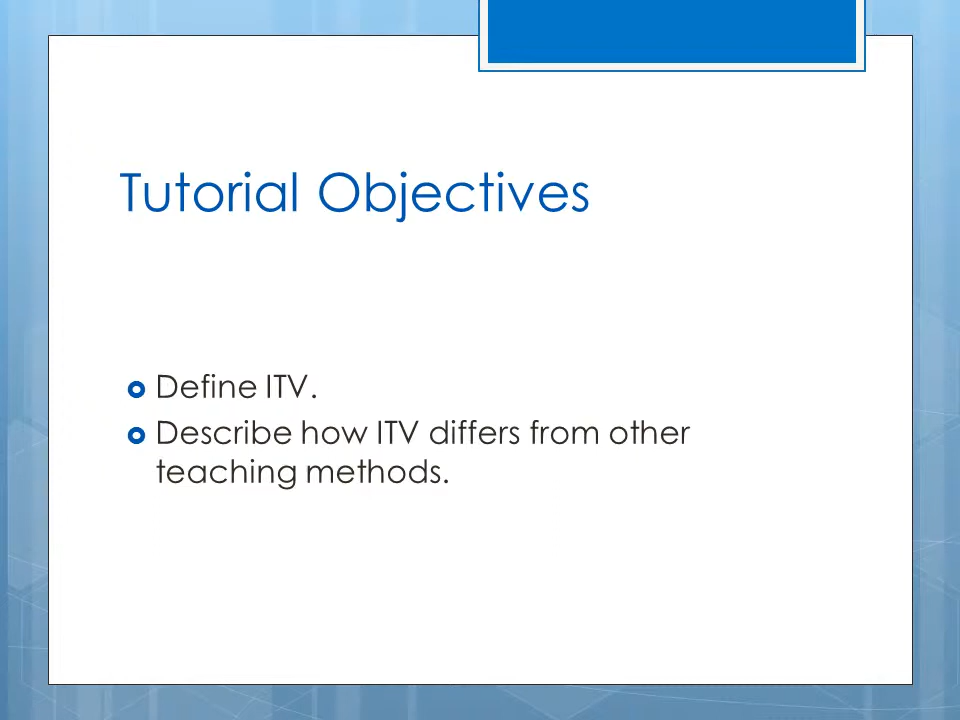 Tutorial Objectives
Define ITV.
Describe how ITV differs from other
teaching methods.